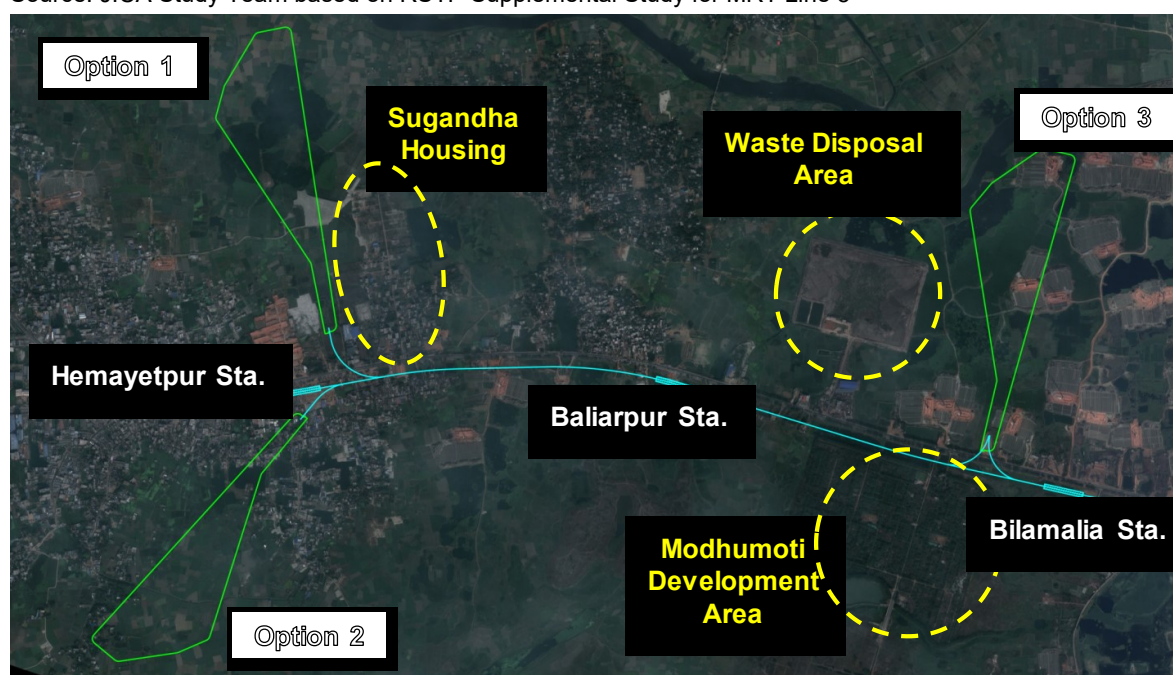 Option 1
Sugandha
Housing
Waste Disposal
Area
Option 3
Hemayetpur Sta.
Baliarpur Sta.
Bilamalia Sta.
Modhumoti
Development
Area
Option 2